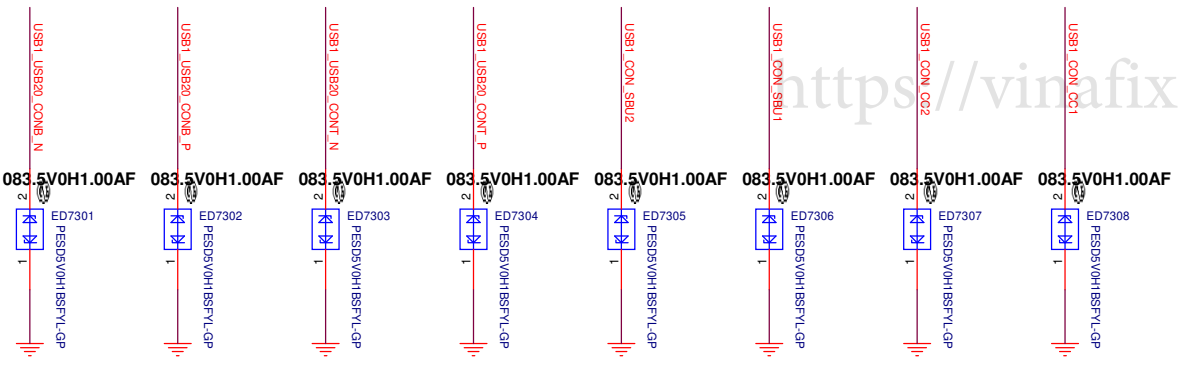 USB1_USB20_CONB_N
USB1_USB20_CONB_P
USB1_USB20_CONT_N
USB1_USB20_CONT_P
USB1_CON_SBU2
USB1_CON_SBU1
USB1_CON_CC2
USB1_CON_CC1
https://vinafix
083.5V0H1.00AF 083.5V0H1.00AF 083.5V0H1.00AF 083.5V0H1.00AF 083.5V0H1.00AF 083.5V0H1.00AF 083.5V0H1.00AF 083.5V0H1.00AF
2 2 2 2 2 2 2 2
ED7301 ED7302 ED7303 ED7304 ED7305 ED7306 ED7307 ED7308
PESD5V0H1BSFYL-GP
PESD5V0H1BSFYL-GP
PESD5V0H1BSFYL-GP
PESD5V0H1BSFYL-GP
PESD5V0H1BSFYL-GP
PESD5V0H1BSFYL-GP
PESD5V0H1BSFYL-GP
PESD5V0H1BSFYL-GP
1 1 1 1 1 1 1 1